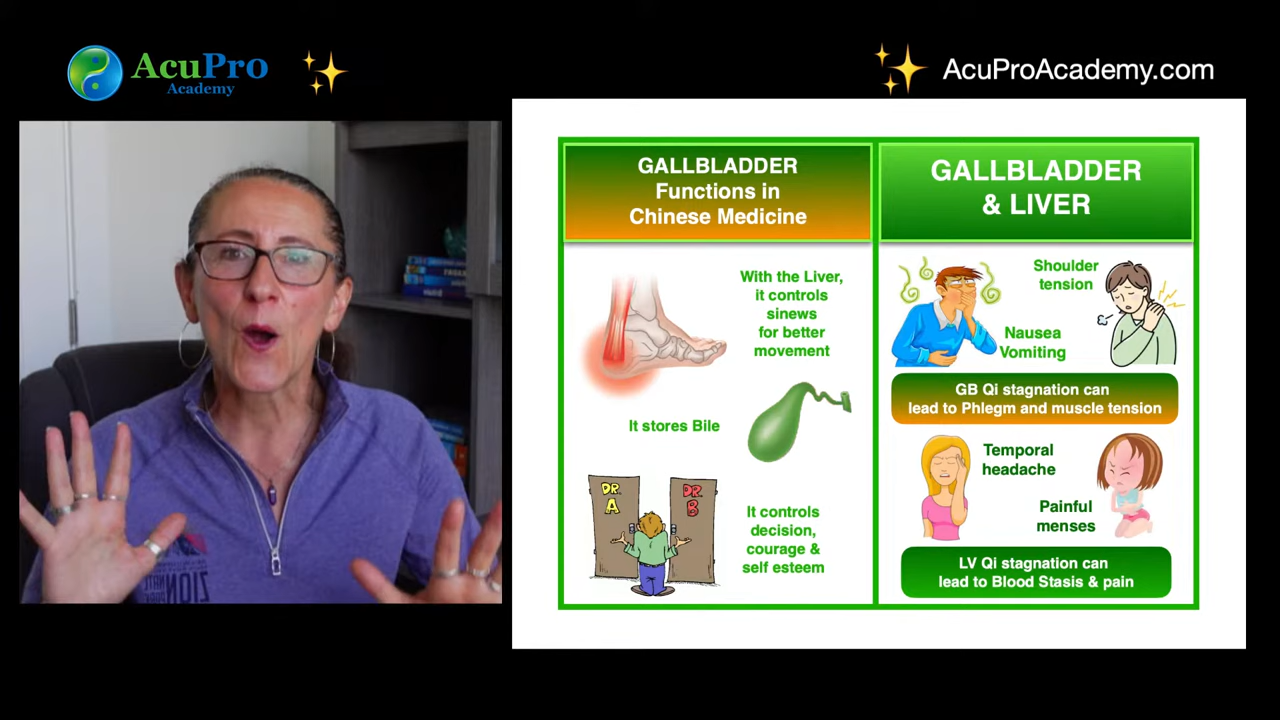 AcuPro
Academy
AcuProAcademy.com
GALLBLADDER
Functions in
Chinese Medicine
With the Liver,
it controls
sinews
for better
movement
It stores Bile
DR.
A
DR.
B
It controls
decision,
courage &
self esteem
GALLBLADDER
& LIVER
Shoulder
tension
Nausea
Vomiting
GB Qi stagnation can
lead to Phlegm and muscle tension
Temporal
headache
Painful
menses
LV Qi stagnation can
lead to Blood Stasis & pain